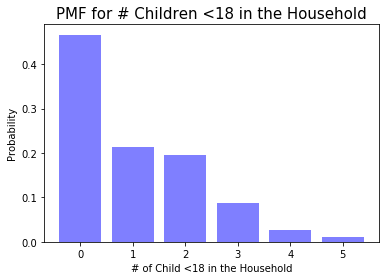 PMF for # Children <18 in the Household
Probability
0.4
0.3
0.2
0.1
0.0
0 1 2 3 4 5
# of Child <18 in the Household